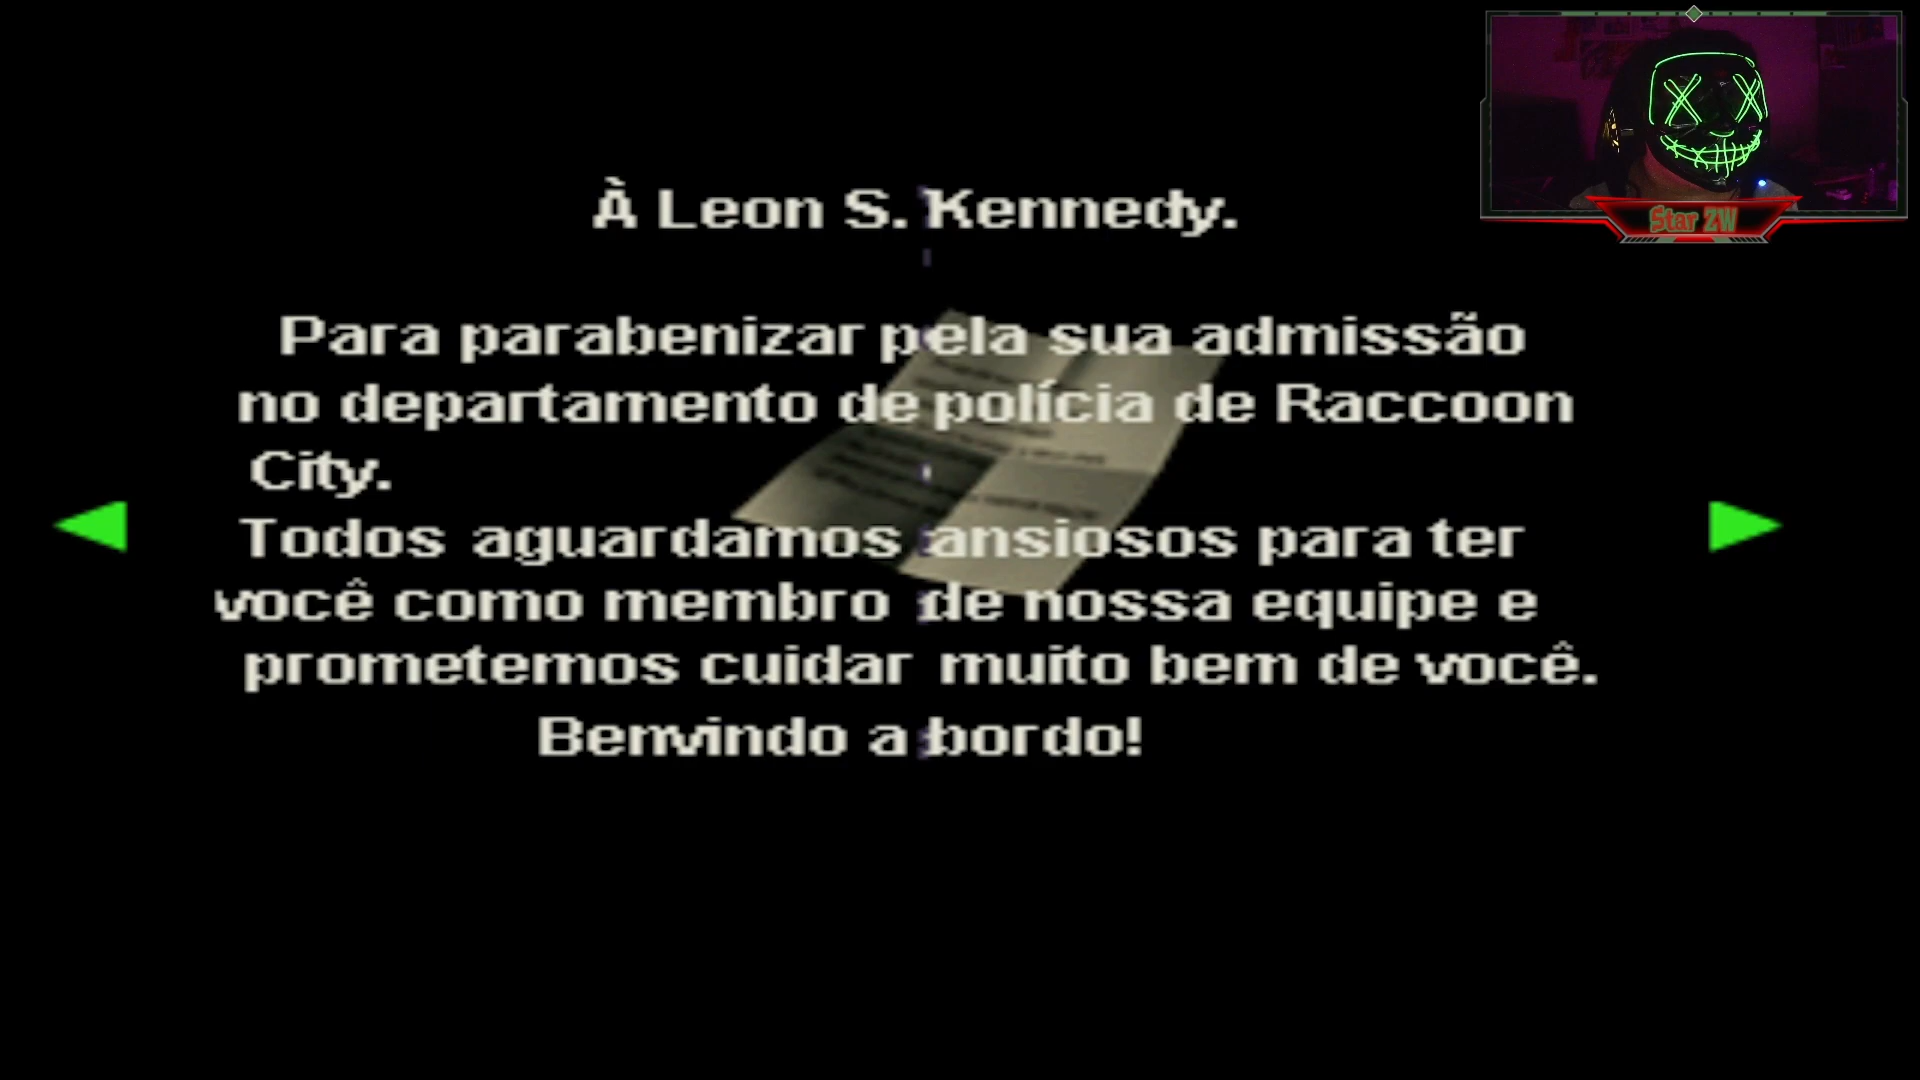 À Leon S. Kennedy.
Para parabenizar pela sua admissão
no departamento de polícia de Raccoon
City.
Todos aguardamos ansiosos para ter
você como membro de nossa equipe e
prometemos cuidar muito bem de você.
Benvindo a bordo!
Star ZW